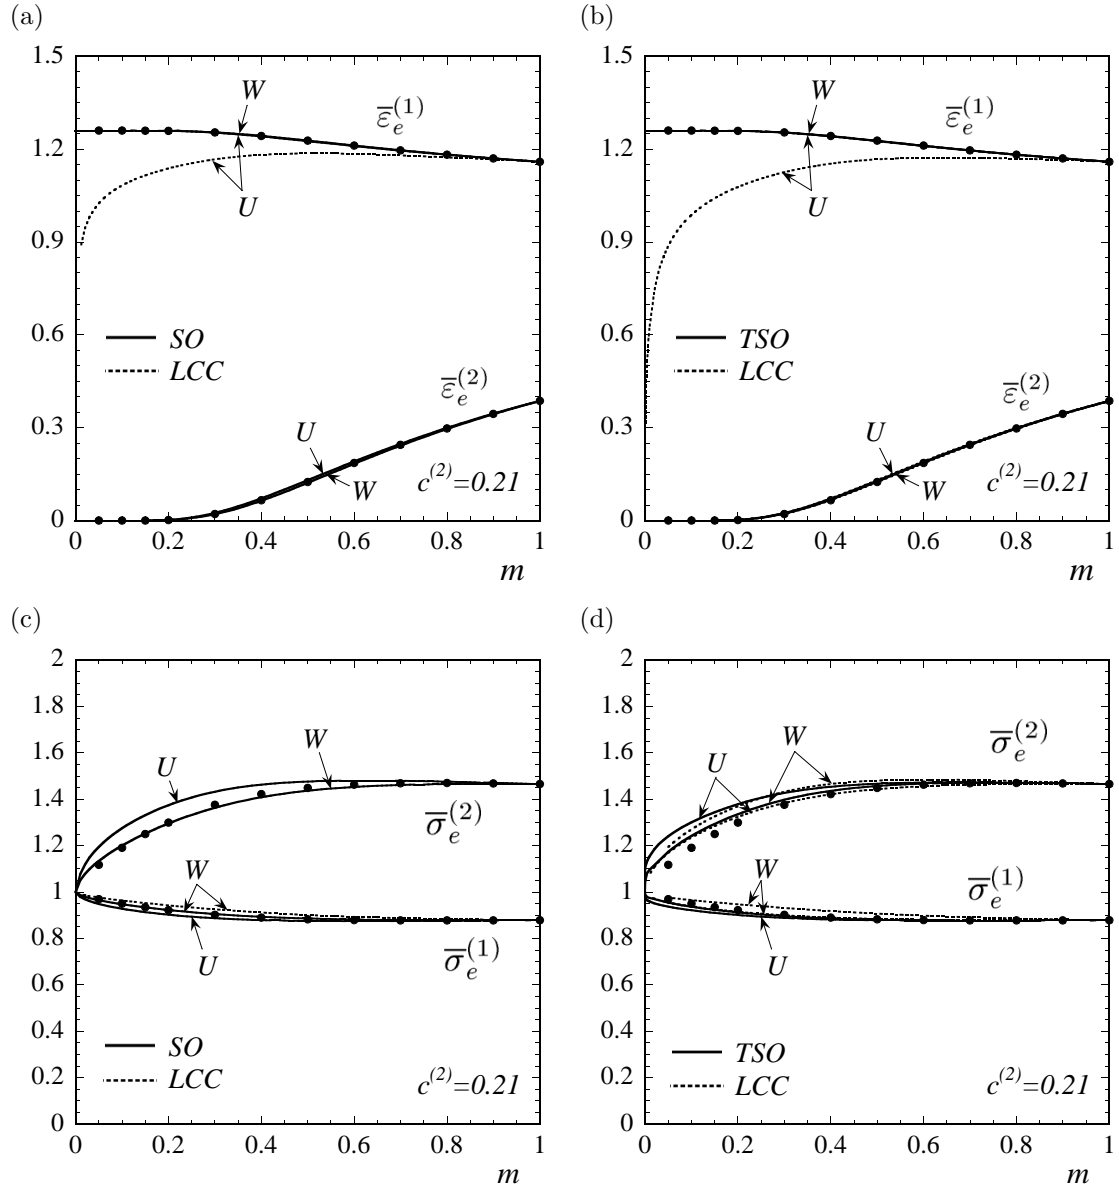 (a)
1.5
1.2
0.9
0.6
0.3
0
0 0.2 0.4 0.6 0.8 1
m
W
U
ε̅e(1)
SO
LCC
ε̅e(2)
U
W
c(2)=0.21
(b)
1.5
1.2
0.9
0.6
0.3
0
0 0.2 0.4 0.6 0.8 1
m
W
U
ε̅e(1)
TSO
LCC
ε̅e(2)
U
W
c(2)=0.21
(c)
2
1.8
1.6
1.4
1.2
1
0.8
0.6
0.4
0.2
0
0 0.2 0.4 0.6 0.8 1
m
U
W
σ̅e(2)
W
U
σ̅e(1)
SO
LCC
c(2)=0.21
(d)
2
1.8
1.6
1.4
1.2
1
0.8
0.6
0.4
0.2
0
0 0.2 0.4 0.6 0.8 1
m
U
W
σ̅e(2)
W
U
σ̅e(1)
TSO
LCC
c(2)=0.21